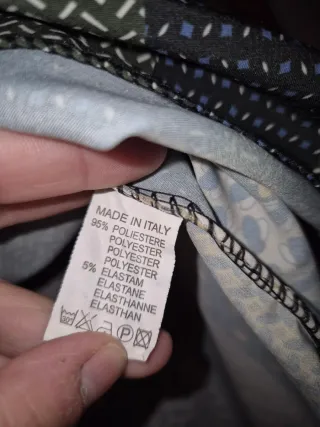 MADE IN ITALY
95% POLIESTERE
POLYESTER
POLYESTER
POLYESTER
5% ELASTAM
ELASTANE
ELASTHANNE
ELASTHAN